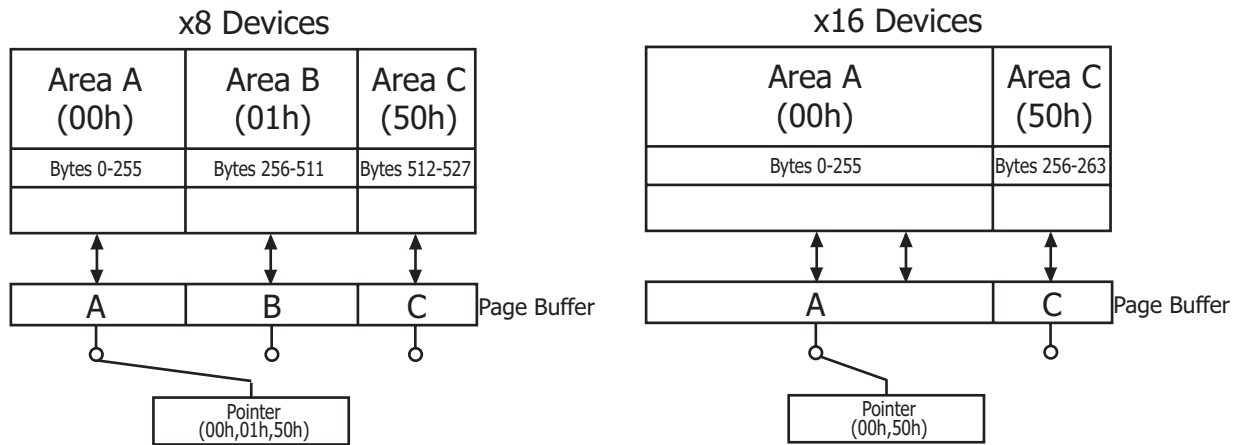 x8 Devices
Area A
(00h)
Area B
(01h)
Area C
(50h)
Bytes 0-255
Bytes 256-511
Bytes 512-527
A
B
C
Page Buffer
Pointer
(00h,01h,50h)
x16 Devices
Area A
(00h)
Area C
(50h)
Bytes 0-255
Bytes 256-263
A
C
Page Buffer
Pointer
(00h,50h)